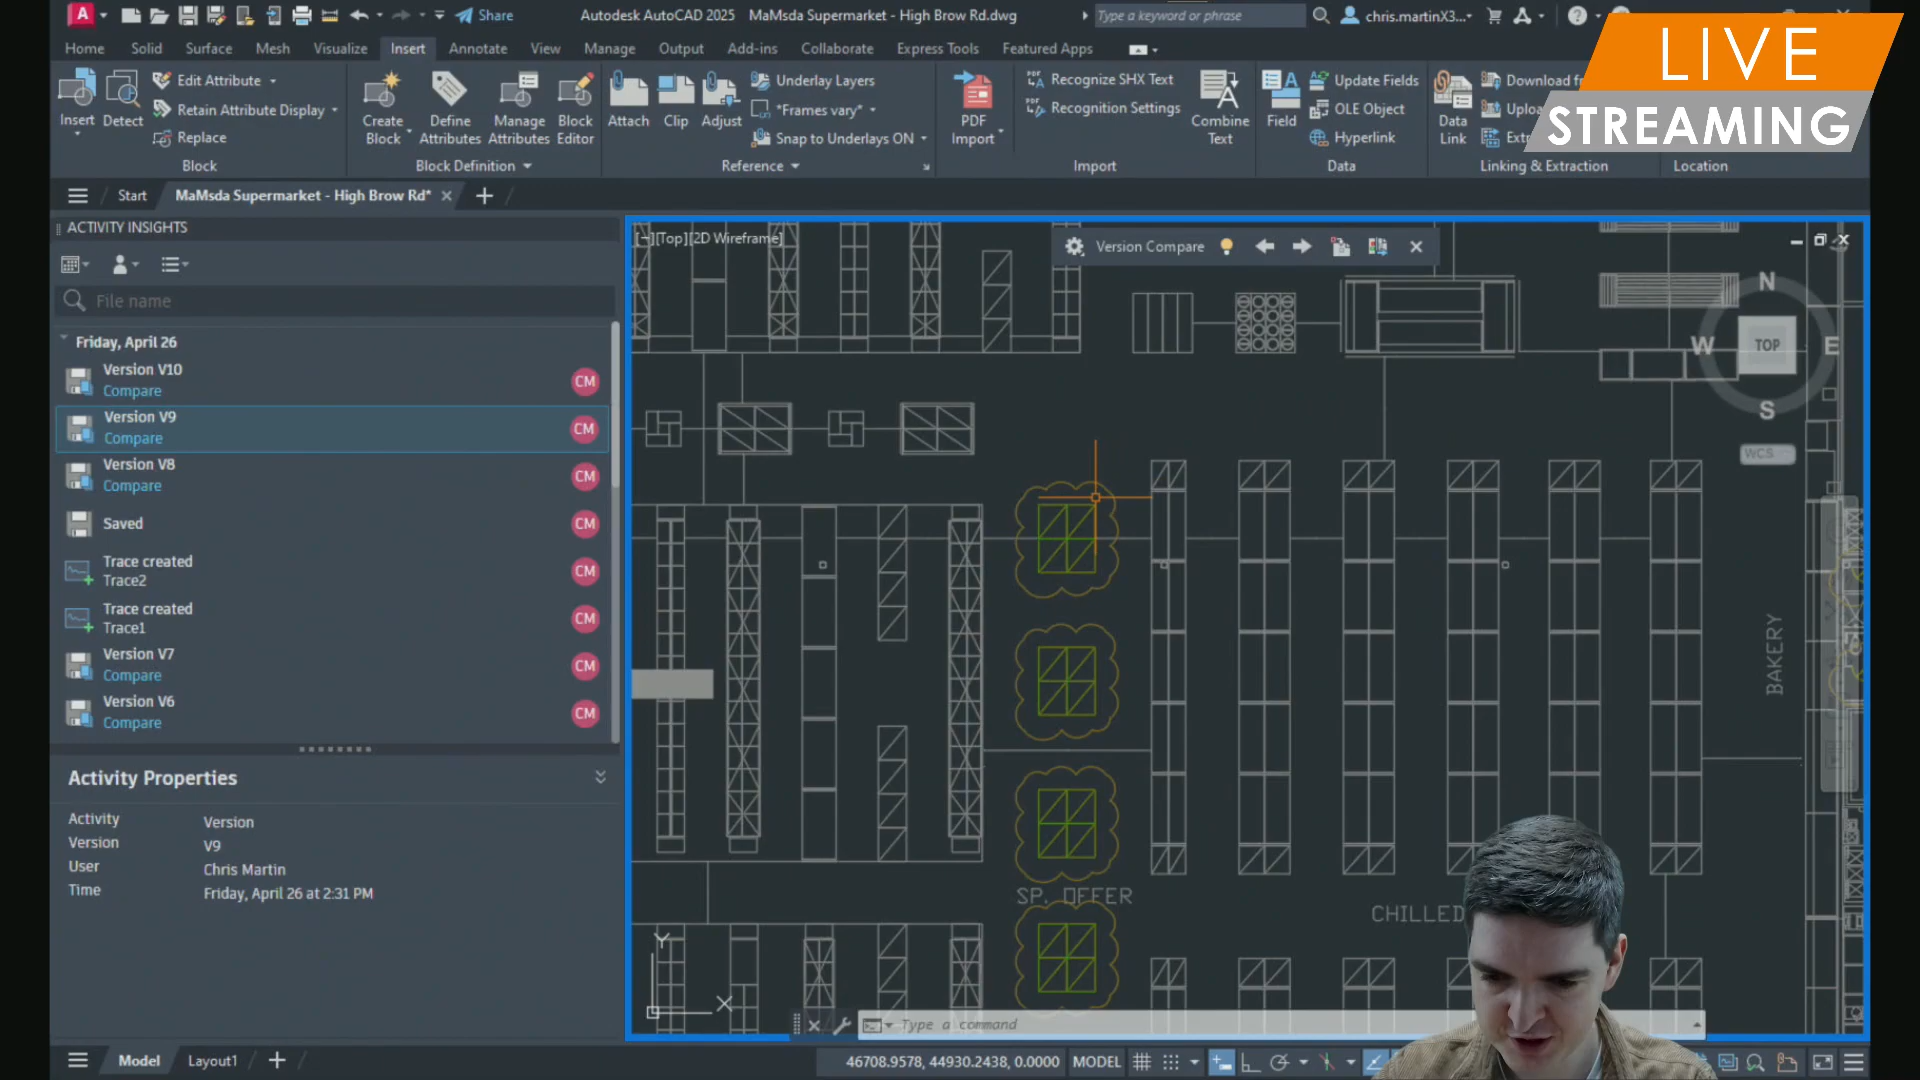 Share
Autodesk AutoCAD 2025
MaMsda Supermarket - High Brow Rd.dwg
Type a keyword or phrase
chris.martinX3...
LIVE
STREAMING
Home
Solid
Surface
Mesh
Visualize
Insert
Annotate
View
Manage
Output
Add-ins
Collaborate
Express Tools
Featured Apps
Insert
Detect
Edit Attribute
Retain Attribute Display
Replace
Block
Create
Block
Define
Attributes
Manage
Attributes
Block
Editor
Block Definition
Attach
Clip
Adjust
Underlay Layers
*Frames vary*
Snap to Underlays ON
Reference
PDF
Import
Recognize SHX Text
Recognition Settings
Combine
Text
Import
Field
Update Fields
OLE Object
Hyperlink
Data
Data
Link
Download fr
Uplo
Extr
Linking & Extraction
Location
Start
MaMsda Supermarket - High Brow Rd*
ACTIVITY INSIGHTS
File name
Friday, April 26
Version V10
Compare
CM
Version V9
Compare
CM
Version V8
Compare
CM
Saved
CM
Trace created
Trace2
CM
Trace created
Trace1
CM
Version V7
Compare
CM
Version V6
Compare
CM
Activity Properties
Activity
Version
Version
V9
User
Chris Martin
Time
Friday, April 26 at 2:31 PM
[−][Top][2D Wireframe]
Version Compare
N
W
TOP
E
S
WCS
BAKERY
SP. OFFER
CHILLED
Y
X
Type a command
Model
Layout1
46708.9578, 44930.2438, 0.0000
MODEL